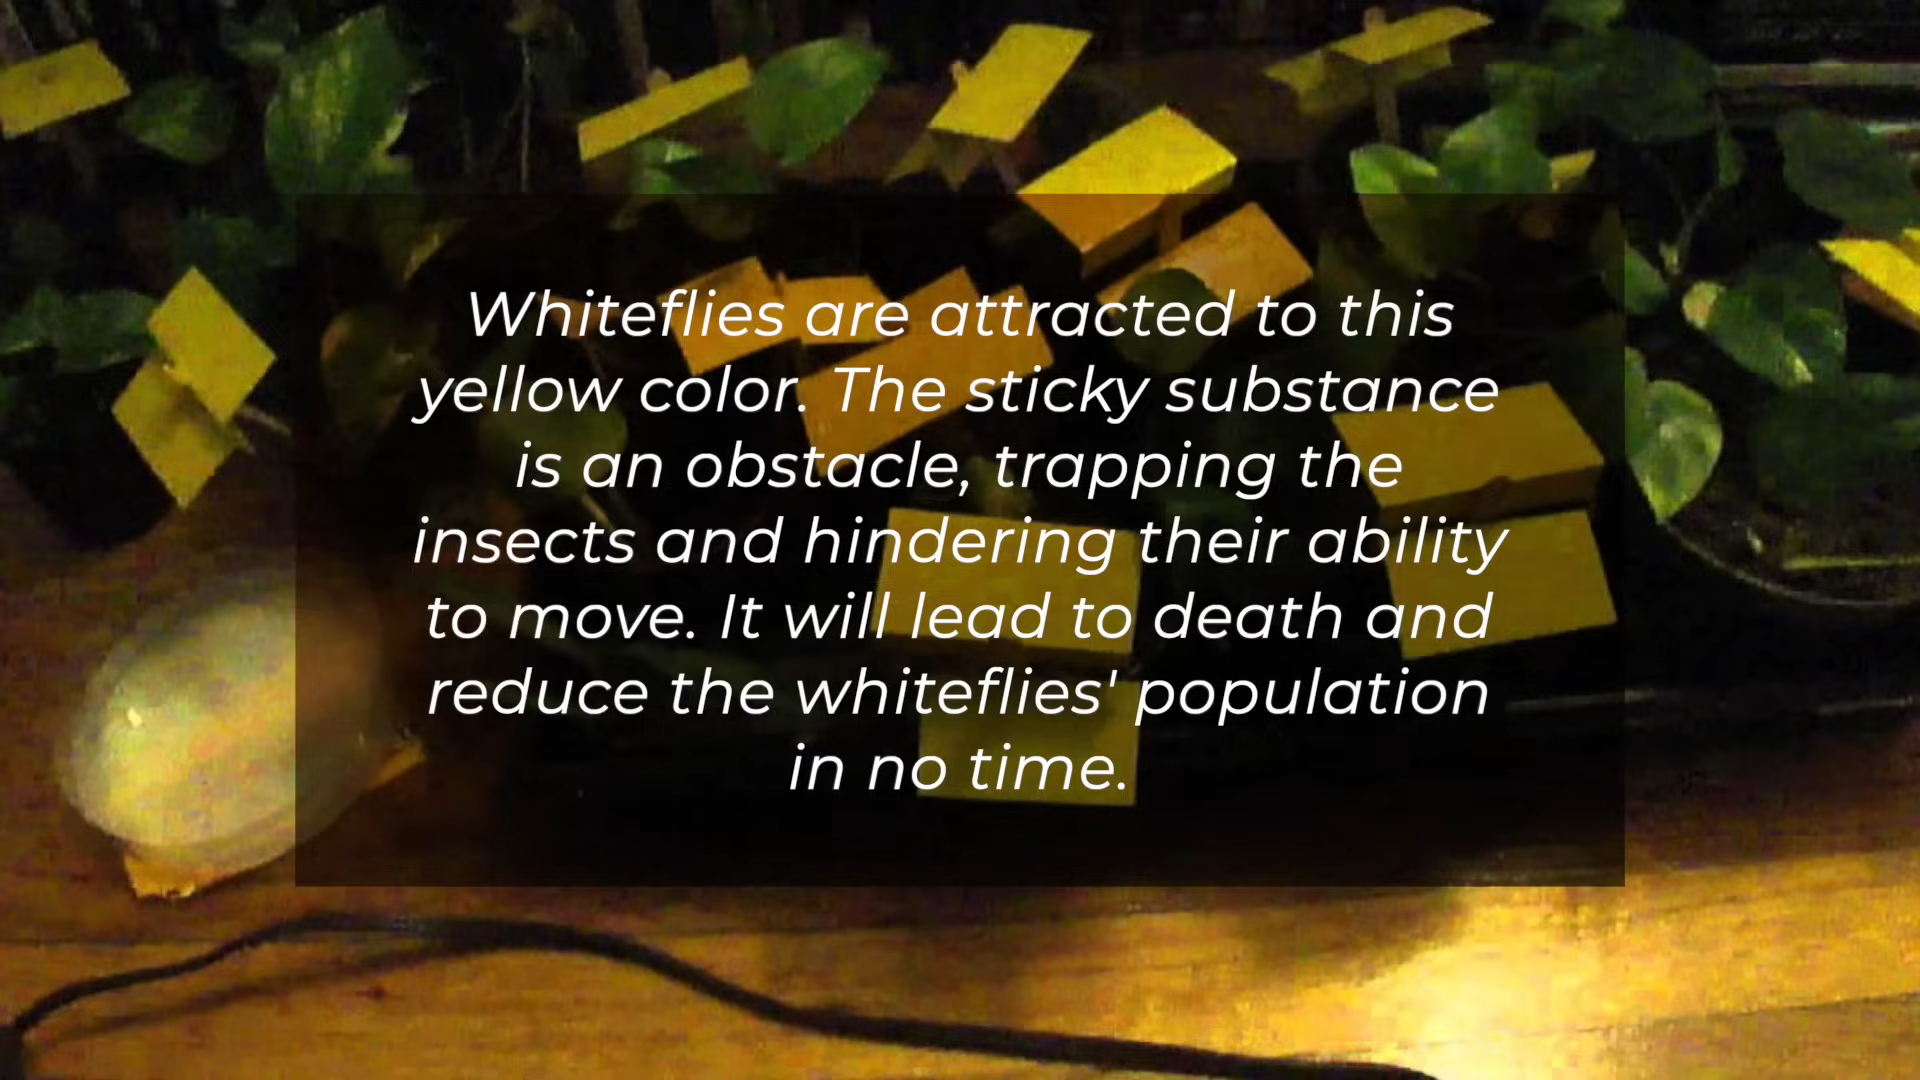 Whiteflies are attracted to this
yellow color. The sticky substance
is an obstacle, trapping the
insects and hindering their ability
to move. It will lead to death and
reduce the whiteflies' population
in no time.